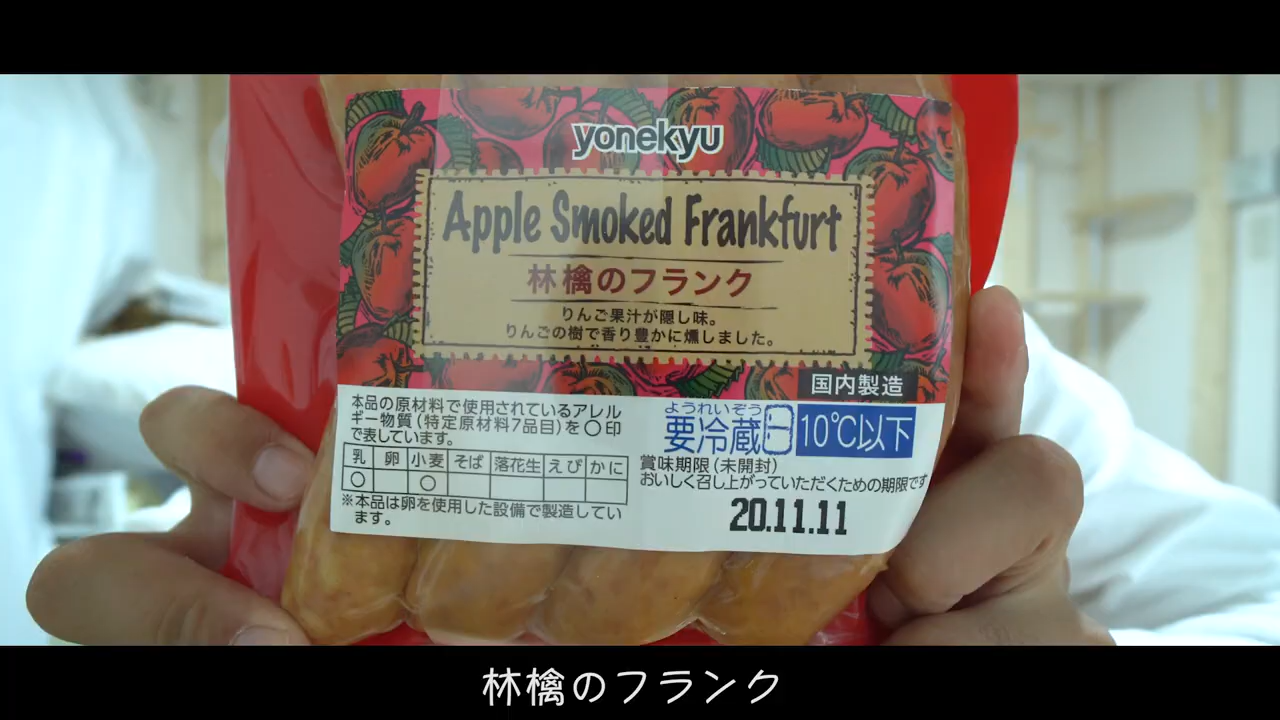 yonekyu
Apple Smoked Frankfurt
林檎のフランク
りんご果汁が隠し味。
りんごの樹で香り豊かに燻しました。
国内製造
本品の原材料で使用されているアレル
ギー物質(特定原材料7品目)を〇印
で表しています。
乳 卵 小麦 そば 落花生 えび かに
〇 〇
※本品は卵を使用した設備で製造してい
ます。
ようれいぞう
要冷蔵 10℃以下
賞味期限(未開封)
おいしく召し上がっていただくための期限です
20.11.11
林檎のフランク